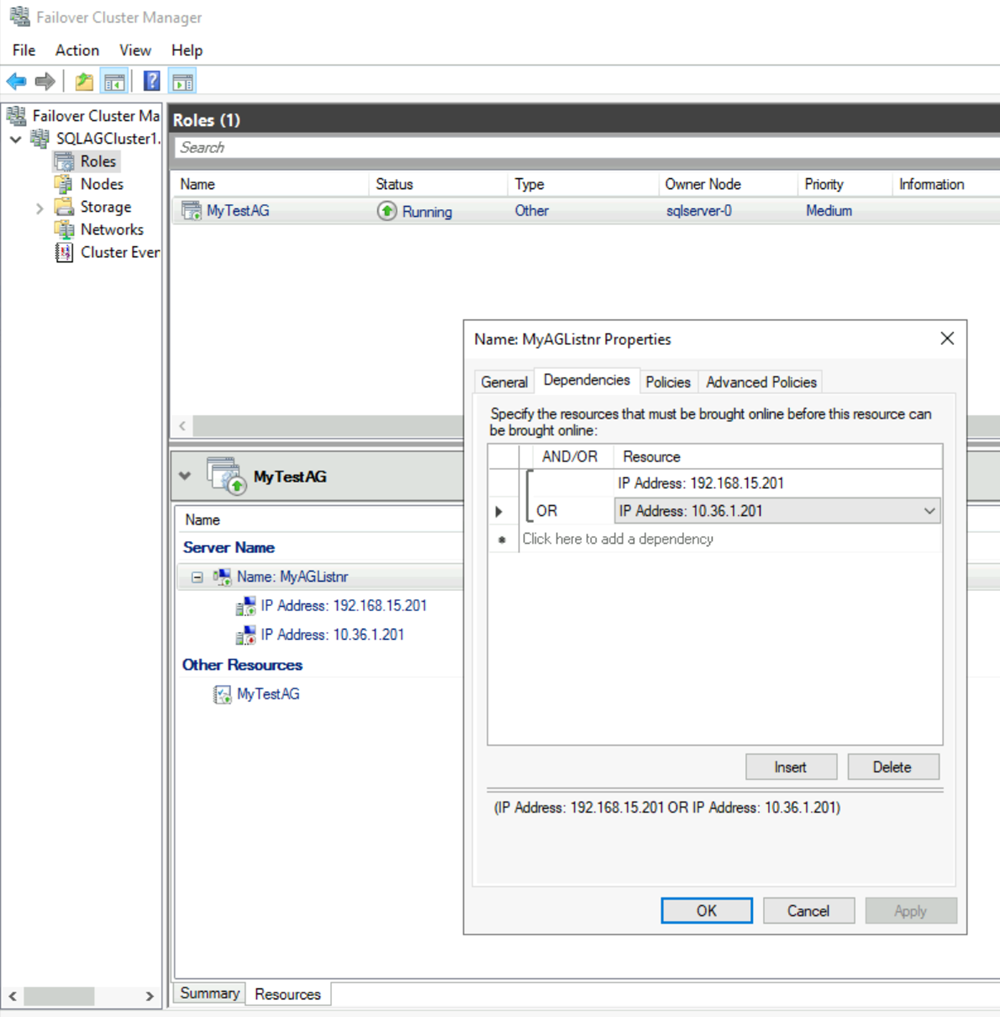 Failover Cluster Manager
File Action View Help
Failover Cluster Ma
SQLAGCluster1.
Roles
Nodes
Storage
Networks
Cluster Ever
Roles (1)
Search
Name Status Type Owner Node Priority Information
MyTestAG Running Other sqlserver-0 Medium
MyTestAG
Name
Server Name
Name: MyAGListnr
IP Address: 192.168.15.201
IP Address: 10.36.1.201
Other Resources
MyTestAG
Summary Resources
Name: MyAGListnr Properties
General Dependencies Policies Advanced Policies
Specify the resources that must be brought online before this resource can
be brought online:
AND/OR Resource
IP Address: 192.168.15.201
OR IP Address: 10.36.1.201
Click here to add a dependency
Insert Delete
(IP Address: 192.168.15.201 OR IP Address: 10.36.1.201)
OK Cancel Apply